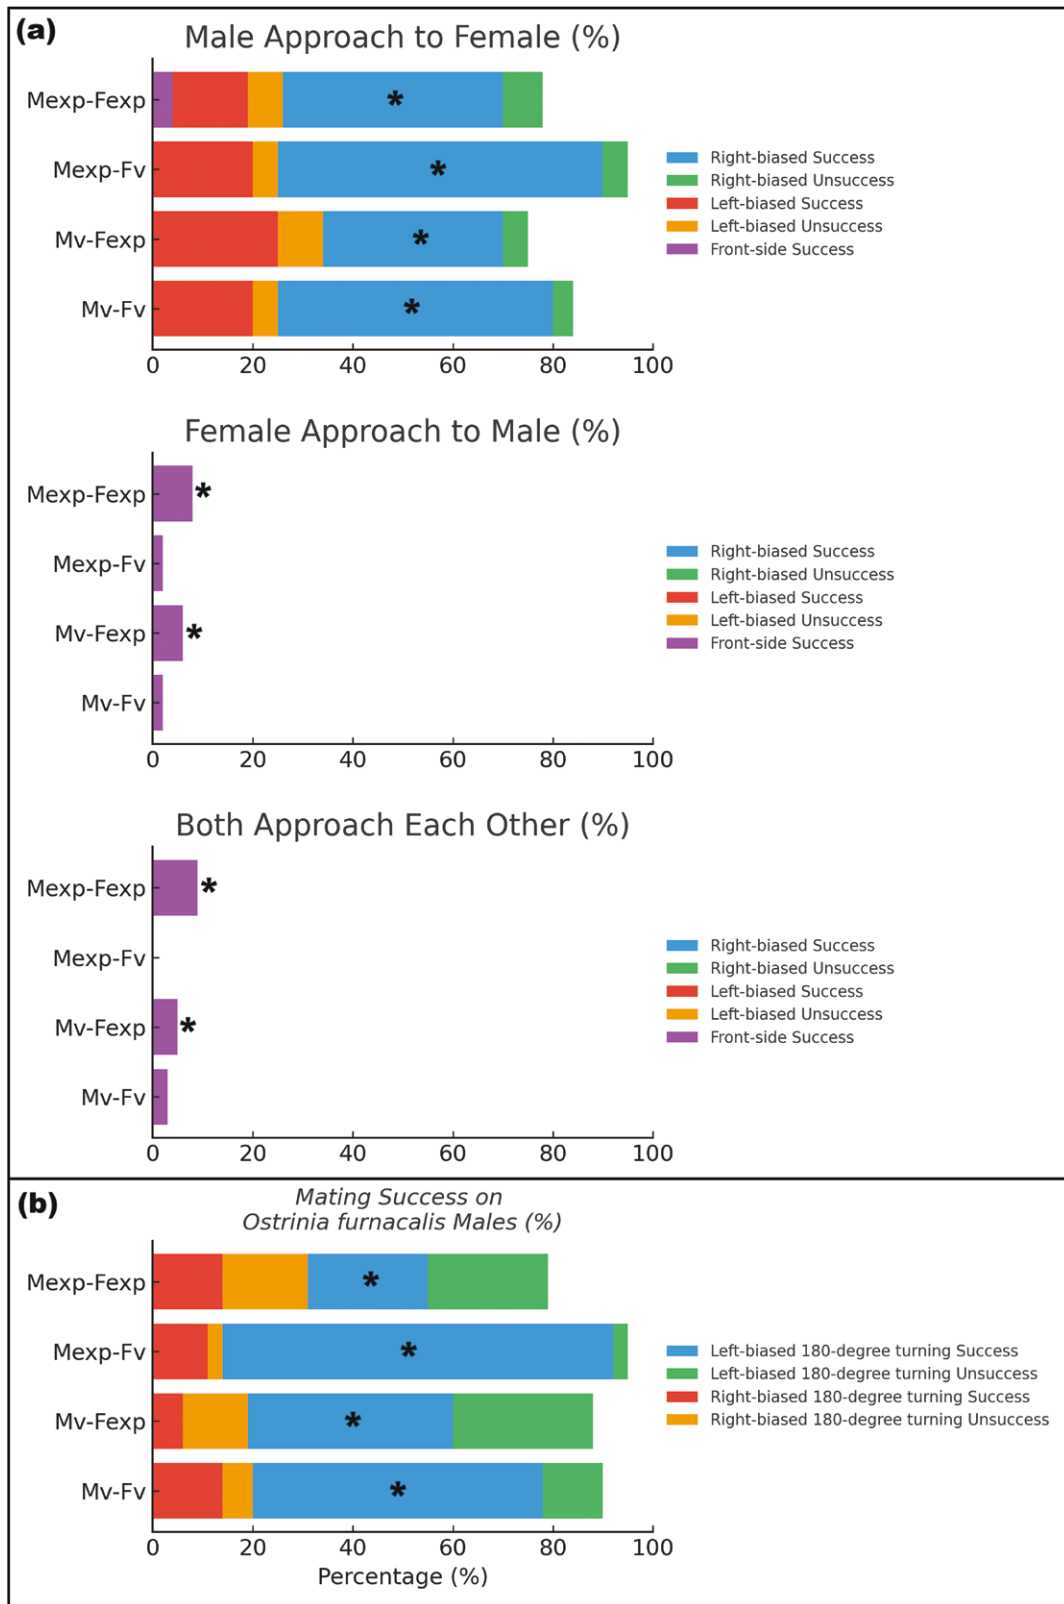 (a)
Male Approach to Female (%)
Mexp-Fexp
*
Mexp-Fv
*
Mv-Fexp
*
Mv-Fv
*
0 20 40 60 80 100
Right-biased Success
Right-biased Unsuccess
Left-biased Success
Left-biased Unsuccess
Front-side Success
Female Approach to Male (%)
Mexp-Fexp
*
Mexp-Fv
Mv-Fexp
*
Mv-Fv
0 20 40 60 80 100
Right-biased Success
Right-biased Unsuccess
Left-biased Success
Left-biased Unsuccess
Front-side Success
Both Approach Each Other (%)
Mexp-Fexp
*
Mexp-Fv
Mv-Fexp
*
Mv-Fv
0 20 40 60 80 100
Right-biased Success
Right-biased Unsuccess
Left-biased Success
Left-biased Unsuccess
Front-side Success
(b)
Mating Success on
Ostrinia furnacalis Males (%)
Mexp-Fexp
*
Mexp-Fv
*
Mv-Fexp
*
Mv-Fv
*
0 20 40 60 80 100
Percentage (%)
Left-biased 180-degree turning Success
Left-biased 180-degree turning Unsuccess
Right-biased 180-degree turning Success
Right-biased 180-degree turning Unsuccess